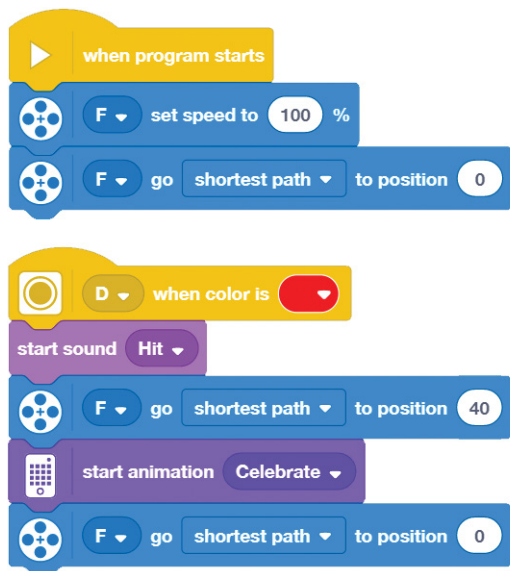 when program starts
F set speed to 100 %
F go shortest path to position 0
D when color is
start sound Hit
F go shortest path to position 40
start animation Celebrate
F go shortest path to position 0